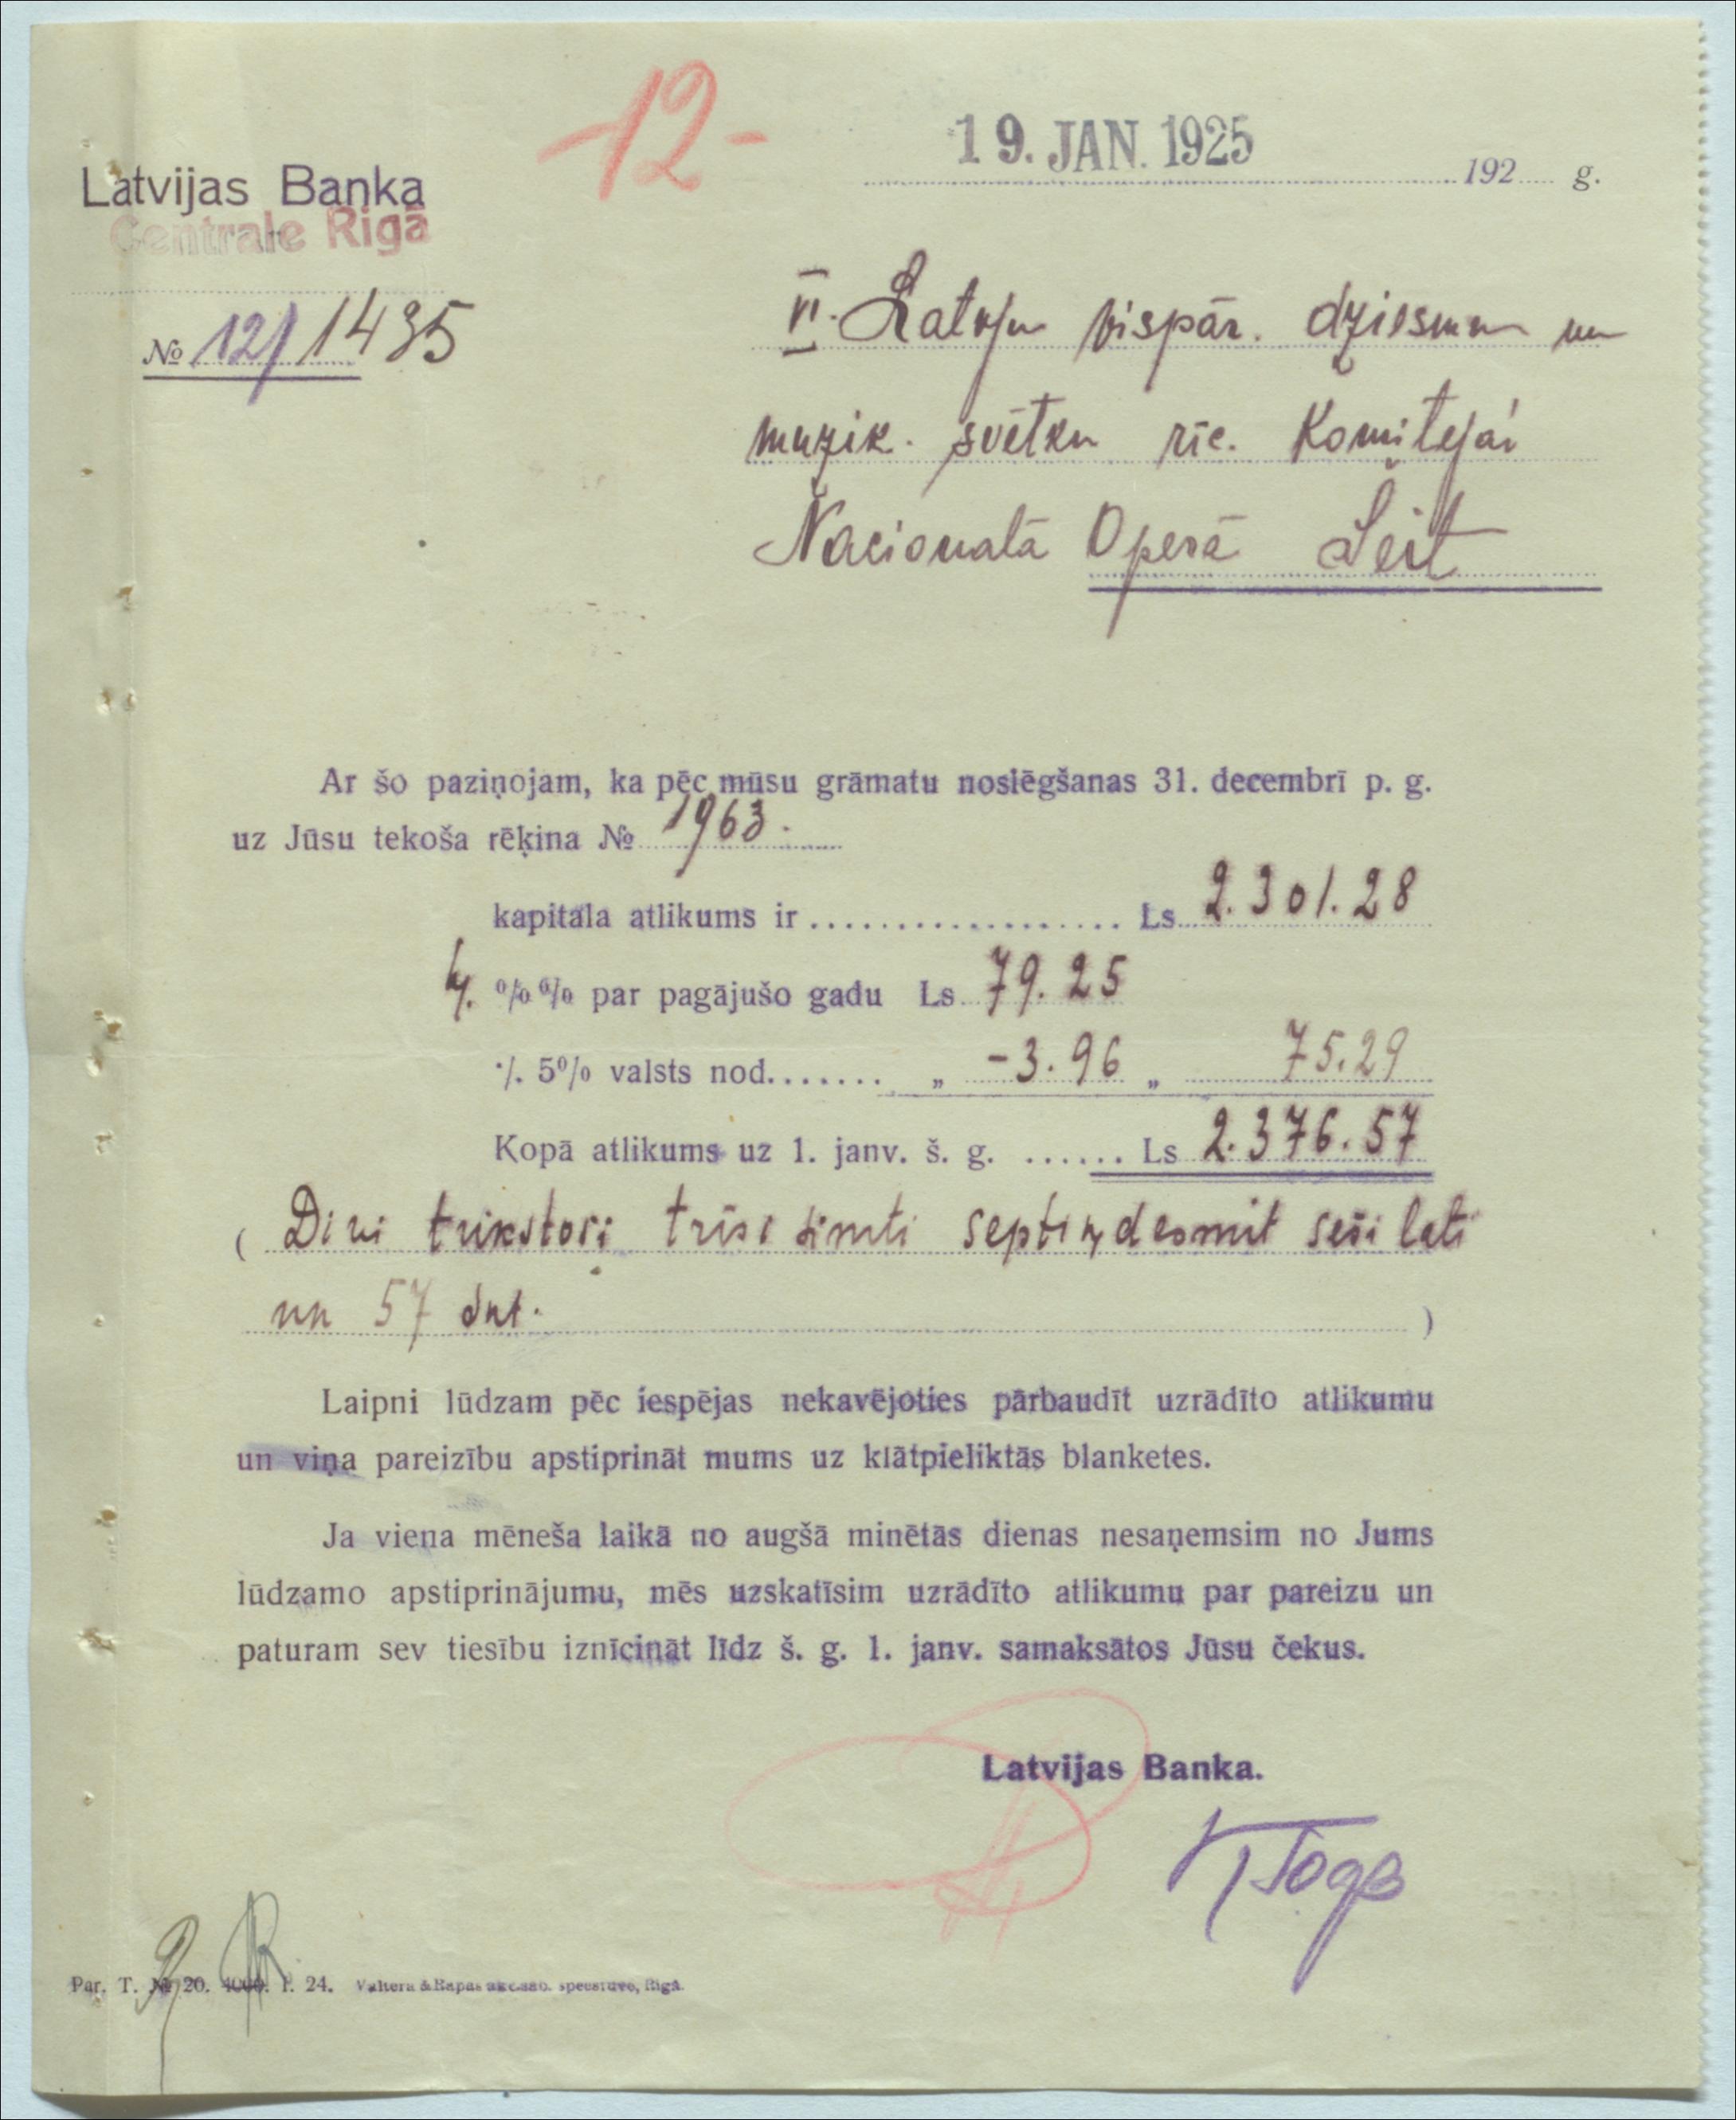 -12-
19. JAN. 1925
192 g.
Latvijas Banka
Centrale Rīgā
№ 12/1435
VI. Latvju vispār. dziesmu un
muzik. svētku rīc. Komitejai
Nacionalā Operā Šeit
Ar šo paziņojam, ka pēc mūsu grāmatu noslēgšanas 31. decembrī p. g.
uz Jūsu tekoša rēķina № 1963.
kapitala atlikums ir ................... Ls 2.301.28
4. %% par pagājušo gadu Ls 79.25
·/. 5% valsts nod....... „ -3.96 „ 75.29
Kopā atlikums uz 1. janv. š. g. ...... Ls 2.376.57
( Divi tūkstoši trīssimti septiņdesmit seši lati
un 57 snt. )
Laipni lūdzam pēc iespējas nekavējoties pārbaudīt uzrādīto atlikumu
un viņa pareizību apstiprināt mums uz klātpieliktās blanketes.
Ja viena mēneša laikā no augšā minētās dienas nesaņemsim no Jums
lūdzamo apstiprinājumu, mēs uzskatīsim uzrādīto atlikumu par pareizu un
paturam sev tiesību iznīcināt līdz š. g. 1. janv. samaksātos Jūsu čekus.
Latvijas Banka.
Par. T. № 20. 4000. I. 24. Valtera & Rapas akc. sab. spiestuve, Rīgā.